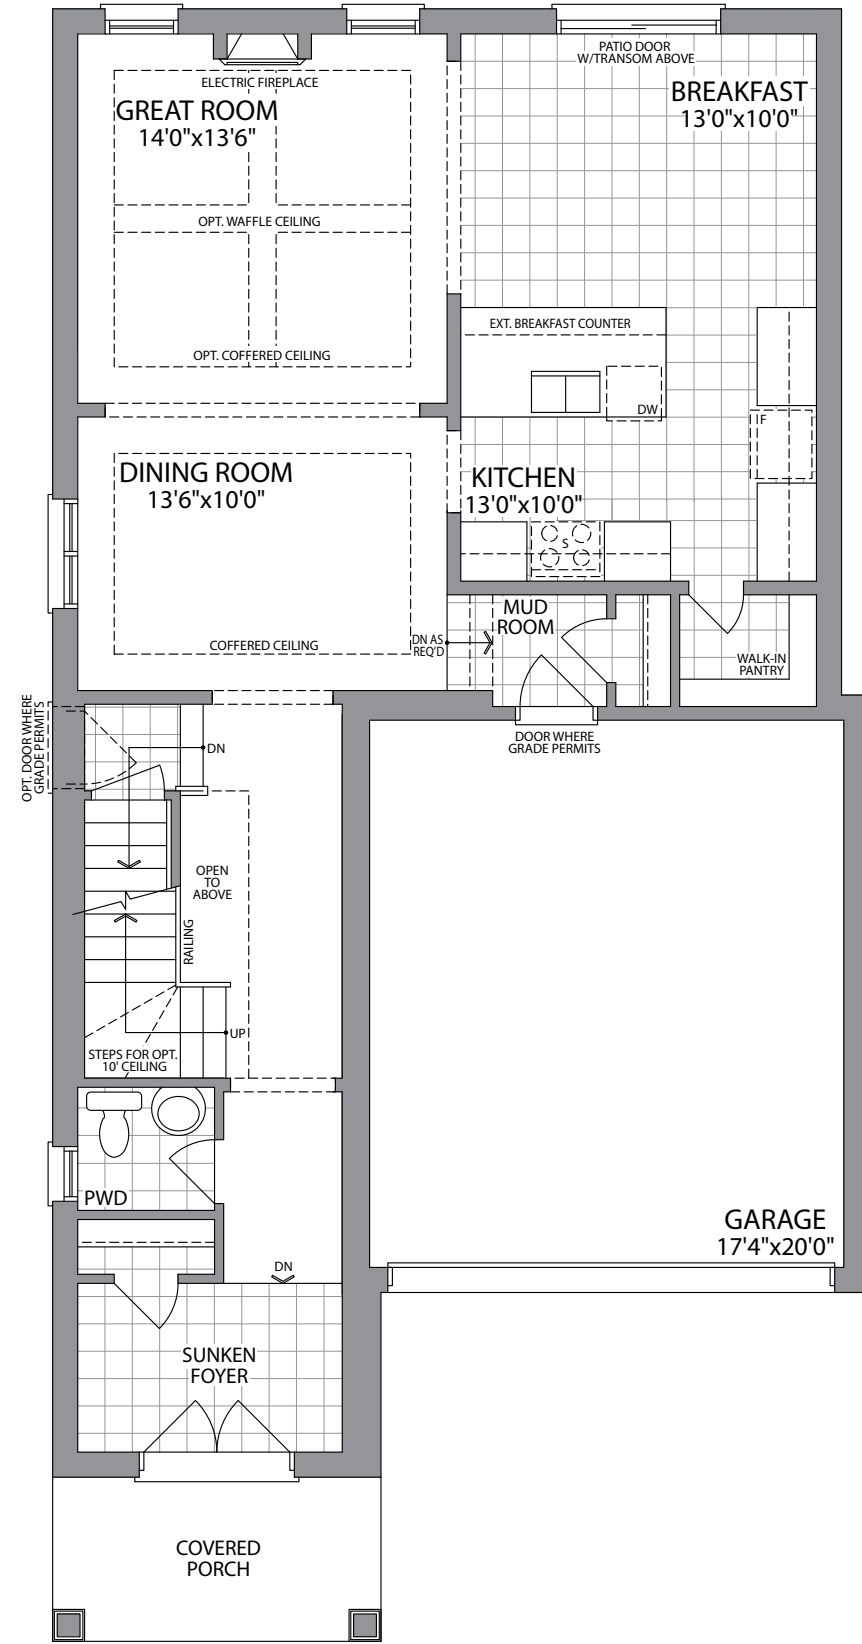 PATIO DOOR
W/TRANSOM ABOVE
ELECTRIC FIREPLACE
GREAT ROOM
14'0"x13'6"
BREAKFAST
13'0"x10'0"
OPT. WAFFLE CEILING
OPT. COFFERED CEILING
EXT. BREAKFAST COUNTER
DW
F
DINING ROOM
13'6"x10'0"
KITCHEN
13'0"x10'0"
S
COFFERED CEILING
DN AS
REQ'D
MUD
ROOM
WALK-IN
PANTRY
OPT. DOOR WHERE
GRADE PERMITS
DN
DOOR WHERE
GRADE PERMITS
OPEN
TO
ABOVE
RAILING
UP
STEPS FOR OPT.
10' CEILING
PWD
GARAGE
17'4"x20'0"
DN
SUNKEN
FOYER
COVERED
PORCH